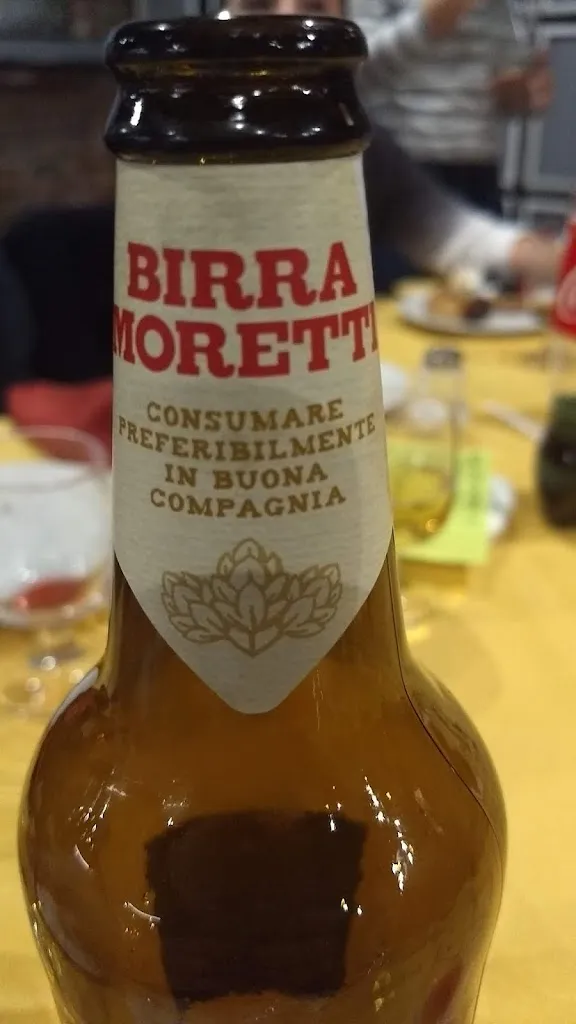 BIRRA
MORETTI
CONSUMARE
PREFERIBILMENTE
IN BUONA
COMPAGNIA